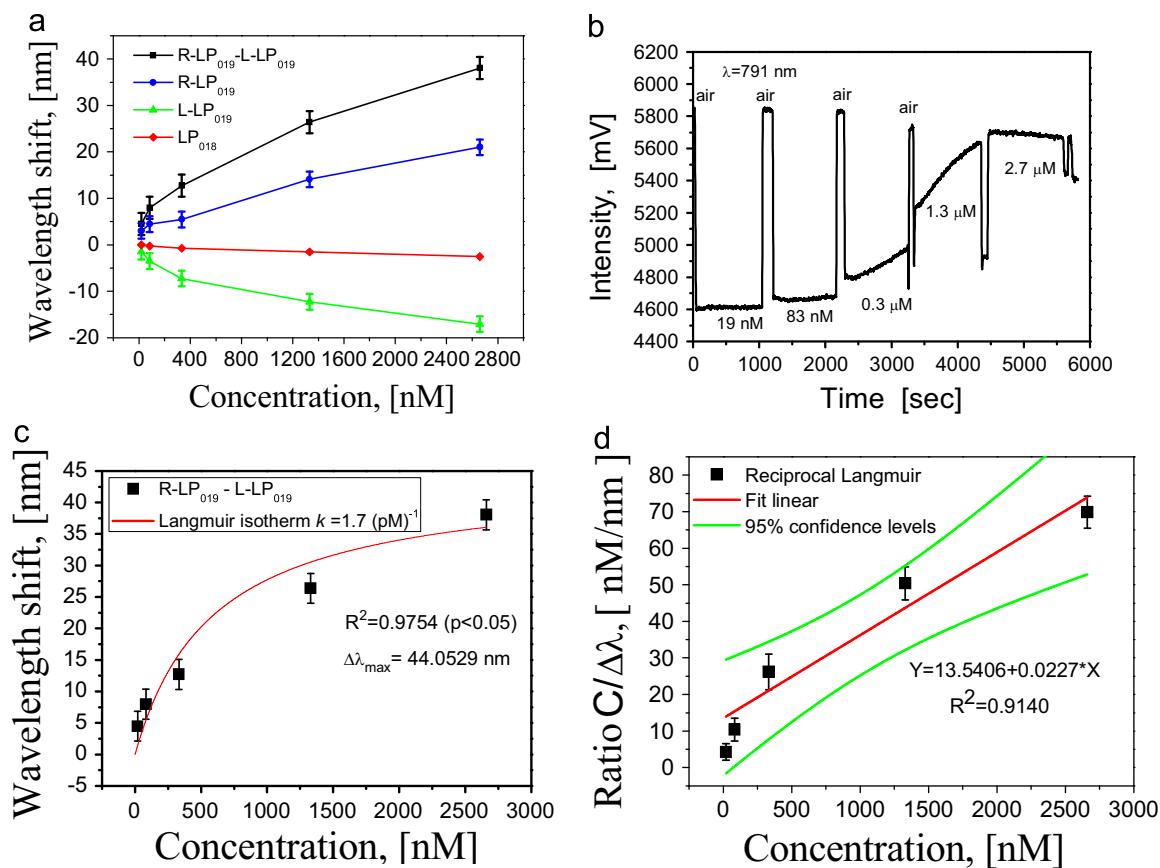 a
Wavelength shift, [nm]
40
30
20
10
0
-10
-20
R-LP019-L-LP019
R-LP019
L-LP019
LP018
0 400 800 1200 1600 2000 2400 2800
Concentration, [nM]
b
Intensity, [mV]
6200
6000
5800
5600
5400
5200
5000
4800
4600
4400
λ=791 nm
air air air air
19 nM
83 nM
0.3 μM
1.3 μM
2.7 μM
0 1000 2000 3000 4000 5000 6000
Time [sec]
c
Wavelength shift, [nm]
45
40
35
30
25
20
15
10
5
0
-5
R-LP019 - L-LP019
Langmuir isotherm k =1.7 (pM)-1
R2=0.9754 (p<0.05)
Δλmax= 44.0529 nm
0 500 1000 1500 2000 2500 3000
Concentration, [nM]
d
Ratio C/Δλ, [ nM/nm]
80
70
60
50
40
30
20
10
0
Reciprocal Langmuir
Fit linear
95% confidence levels
Y=13.5406+0.0227*X
R2=0.9140
0 500 1000 1500 2000 2500 3000
Concentration, [nM]